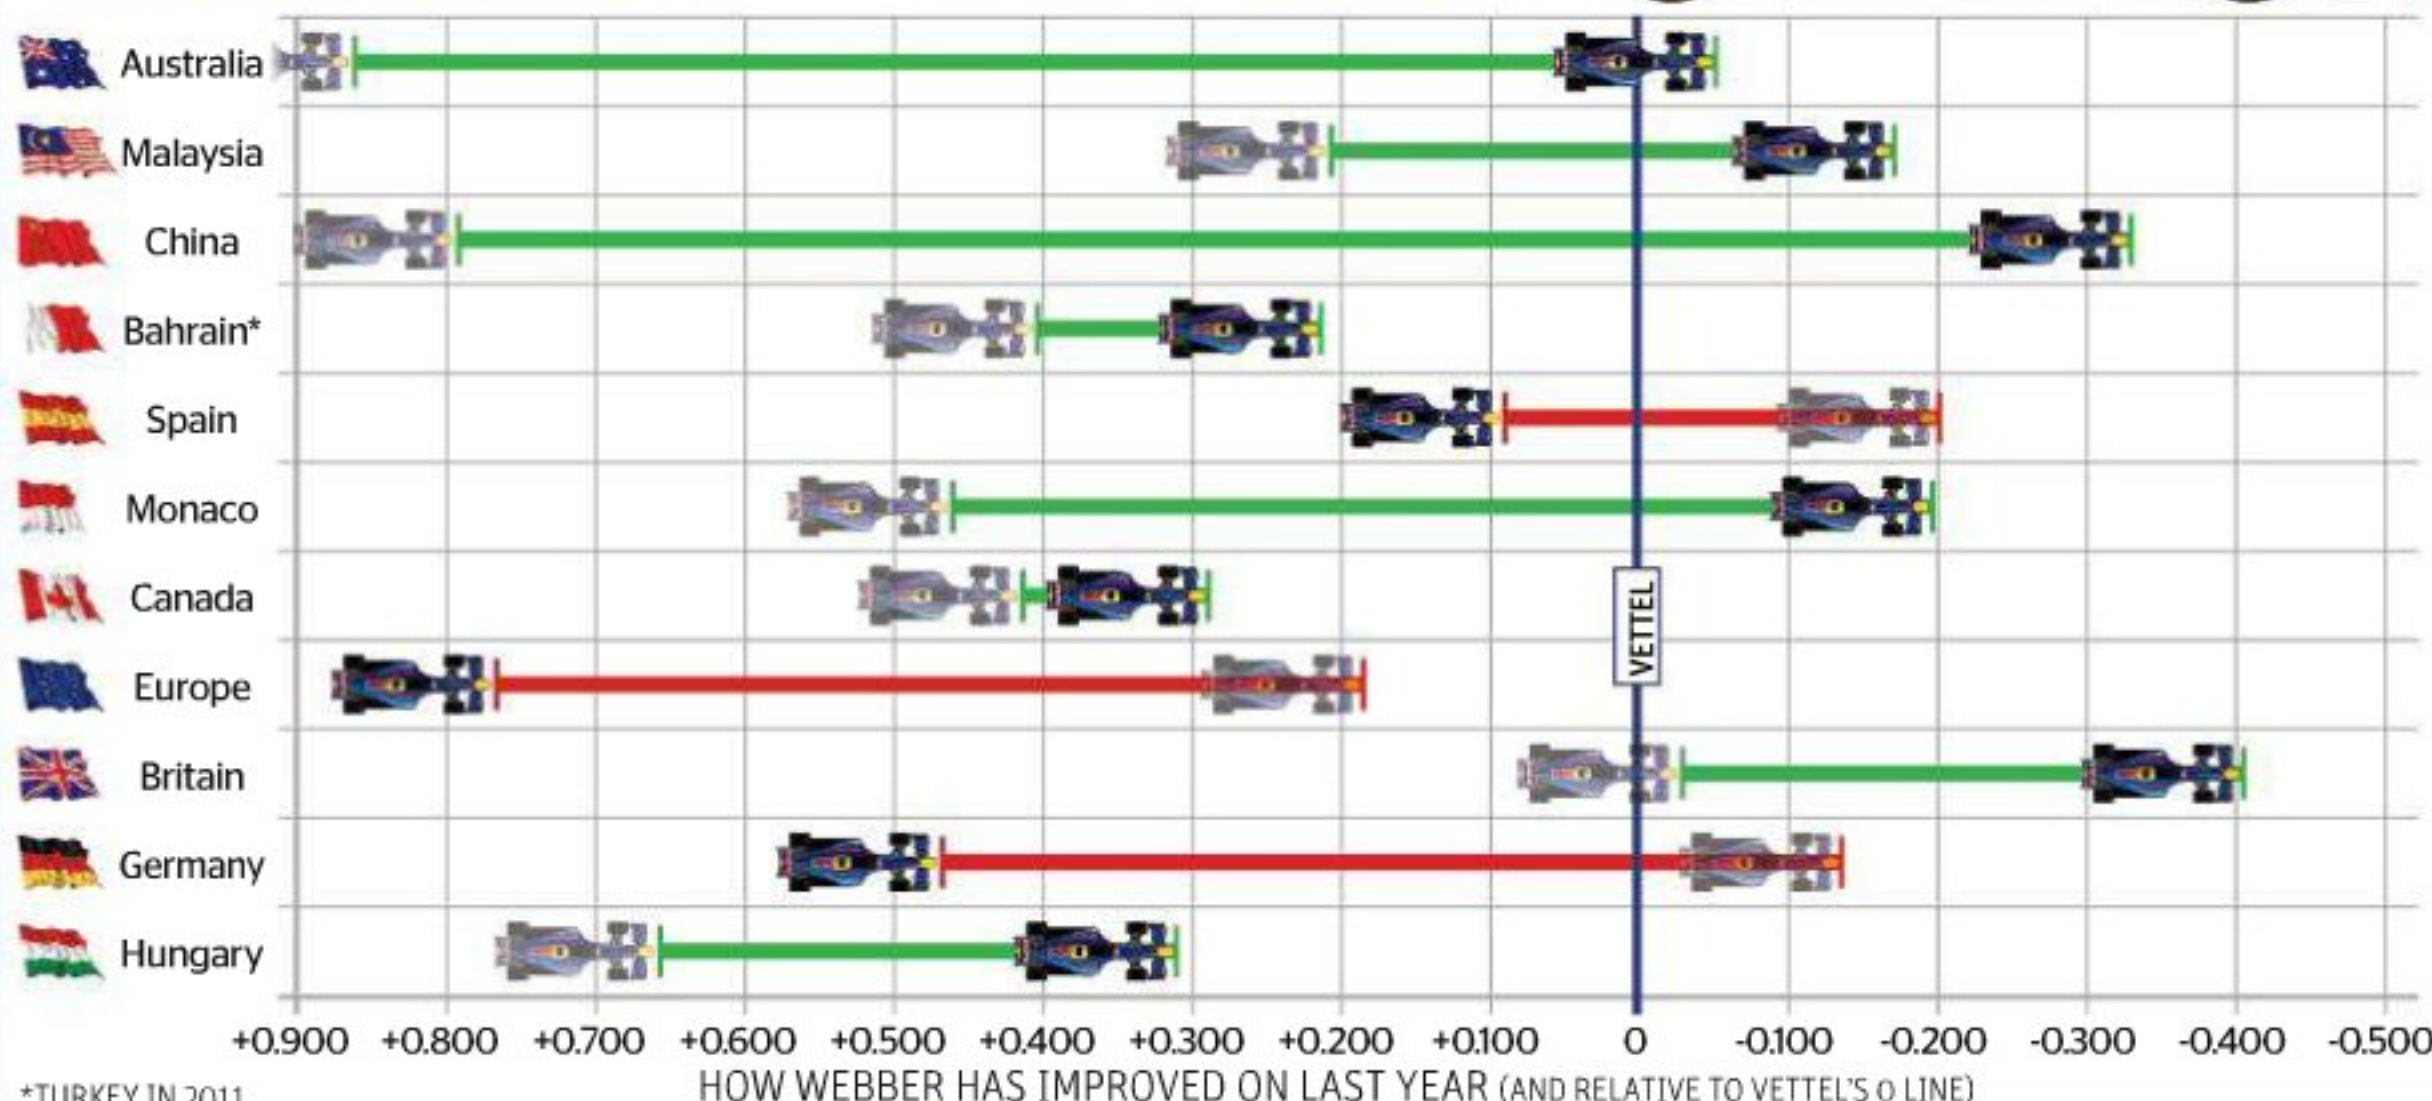 Australia
Malaysia
China
Bahrain*
Spain
Monaco
Canada
Europe
Britain
Germany
Hungary
VETTEL
+0.900 +0.800 +0.700 +0.600 +0.500 +0.400 +0.300 +0.200 +0.100 0 -0.100 -0.200 -0.300 -0.400 -0.500
*TURKEY IN 2011
HOW WEBBER HAS IMPROVED ON LAST YEAR (AND RELATIVE TO VETTEL'S 0 LINE)